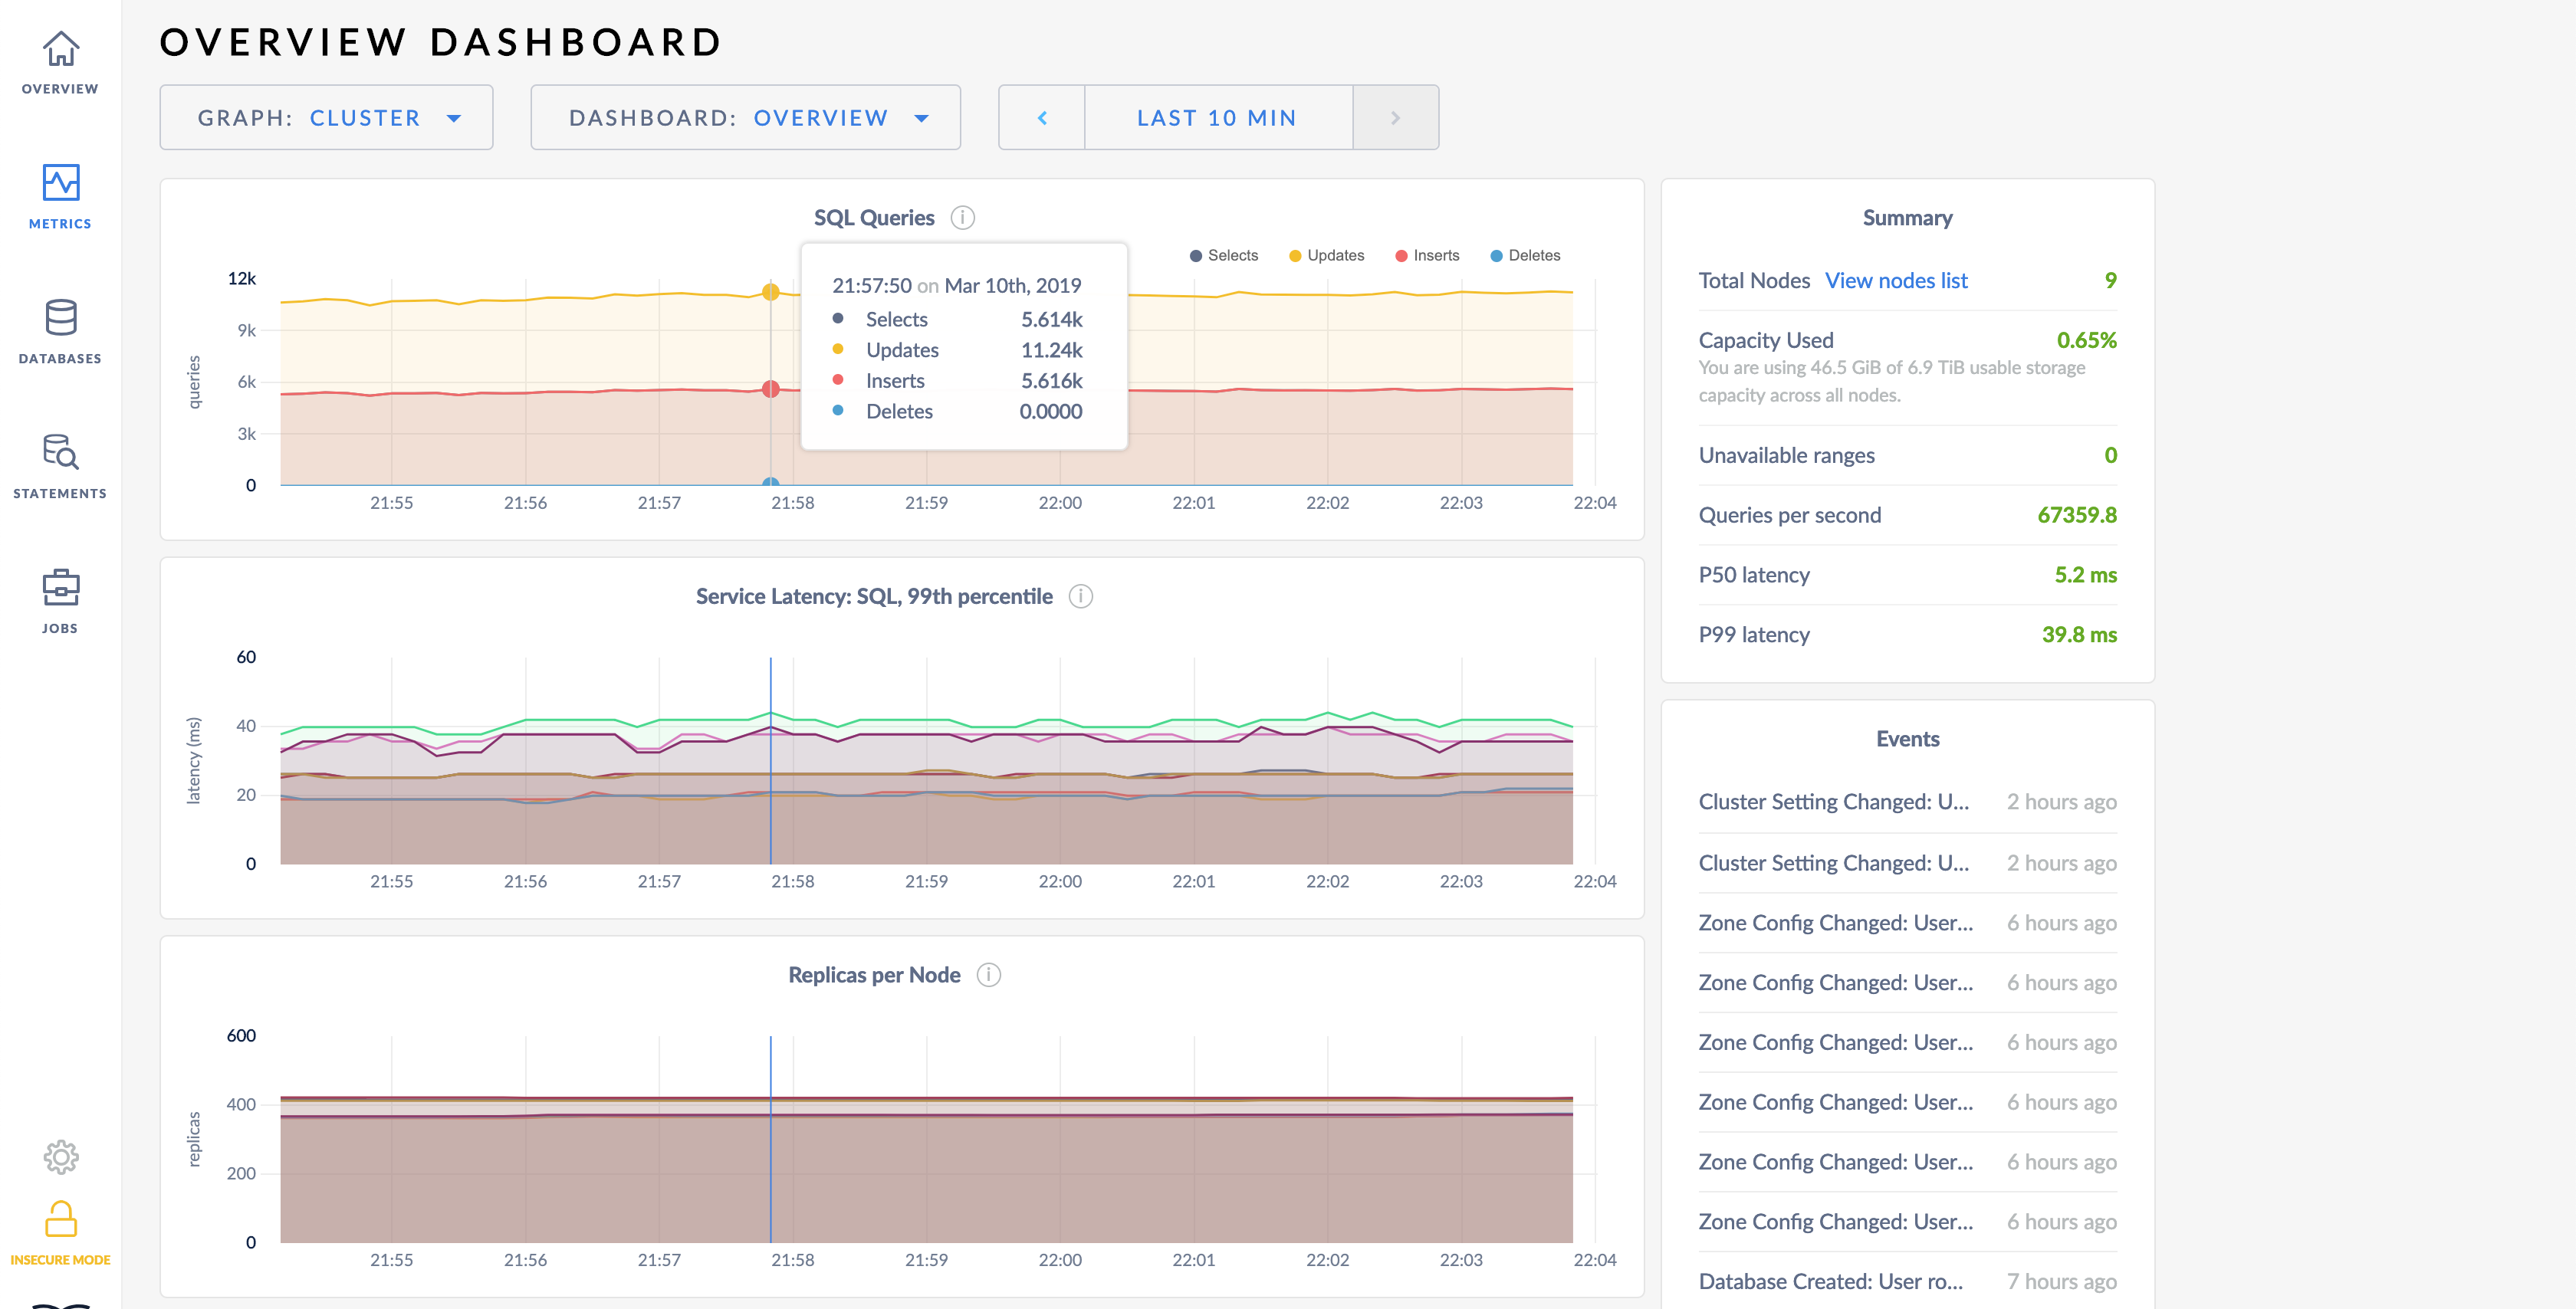 OVERVIEW
METRICS
DATABASES
STATEMENTS
JOBS
INSECURE MODE
OVERVIEW DASHBOARD
GRAPH: CLUSTER
DASHBOARD: OVERVIEW
LAST 10 MIN
SQL Queries
Selects Updates Inserts Deletes
12k
9k
6k
3k
0
queries
21:57:50 on Mar 10th, 2019
Selects 5.614k
Updates 11.24k
Inserts 5.616k
Deletes 0.0000
21:55 21:56 21:57 21:58 21:59 22:00 22:01 22:02 22:03 22:04
Service Latency: SQL, 99th percentile
60
40
20
0
latency (ms)
21:55 21:56 21:57 21:58 21:59 22:00 22:01 22:02 22:03 22:04
Replicas per Node
600
400
200
0
replicas
21:55 21:56 21:57 21:58 21:59 22:00 22:01 22:02 22:03 22:04
Summary
Total Nodes View nodes list 9
Capacity Used 0.65%
You are using 46.5 GiB of 6.9 TiB usable storage
capacity across all nodes.
Unavailable ranges 0
Queries per second 67359.8
P50 latency 5.2 ms
P99 latency 39.8 ms
Events
Cluster Setting Changed: U... 2 hours ago
Cluster Setting Changed: U... 2 hours ago
Zone Config Changed: User... 6 hours ago
Zone Config Changed: User... 6 hours ago
Zone Config Changed: User... 6 hours ago
Zone Config Changed: User... 6 hours ago
Zone Config Changed: User... 6 hours ago
Zone Config Changed: User... 6 hours ago
Database Created: User ro... 7 hours ago